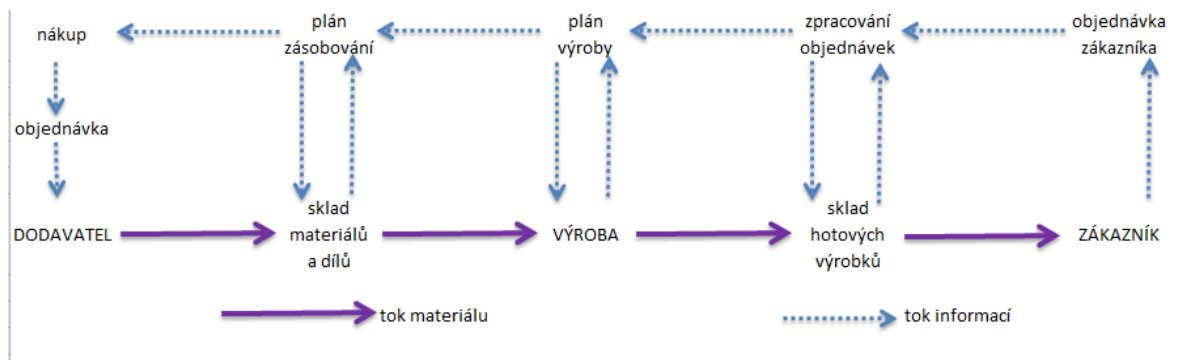 nákup
plán
zásobování
plán
výroby
zpracování
objednávek
objednávka
zákazníka
objednávka
DODAVATEL
sklad
materiálů
a dílů
VÝROBA
sklad
hotových
výrobků
ZÁKAZNÍK
tok materiálu
tok informací